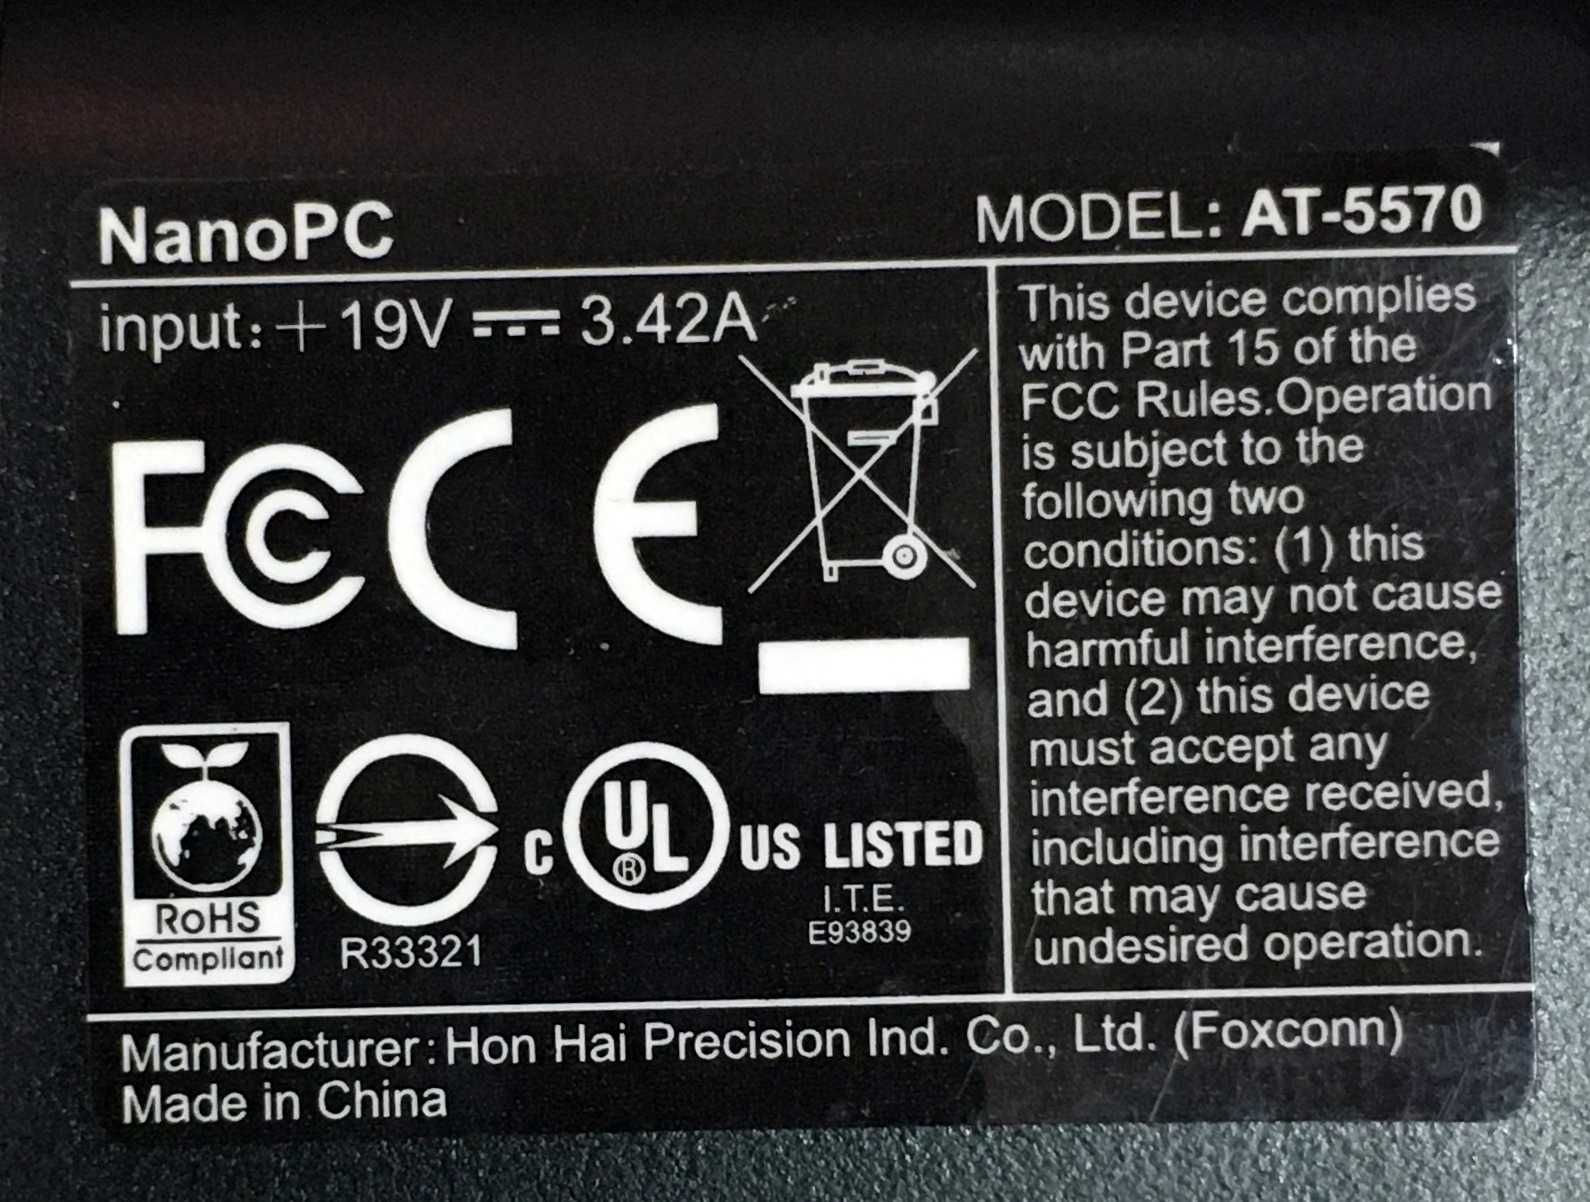 NanoPC MODEL: AT-5570
input: +19V ⎓ 3.42A
FCC CE
This device complies
with Part 15 of the
FCC Rules.Operation
is subject to the
following two
conditions: (1) this
device may not cause
harmful interference,
and (2) this device
must accept any
interference received,
including interference
that may cause
undesired operation.
RoHS
Compliant
R33321
C UL® US LISTED
I.T.E.
E93839
Manufacturer: Hon Hai Precision Ind. Co., Ltd. (Foxconn)
Made in China